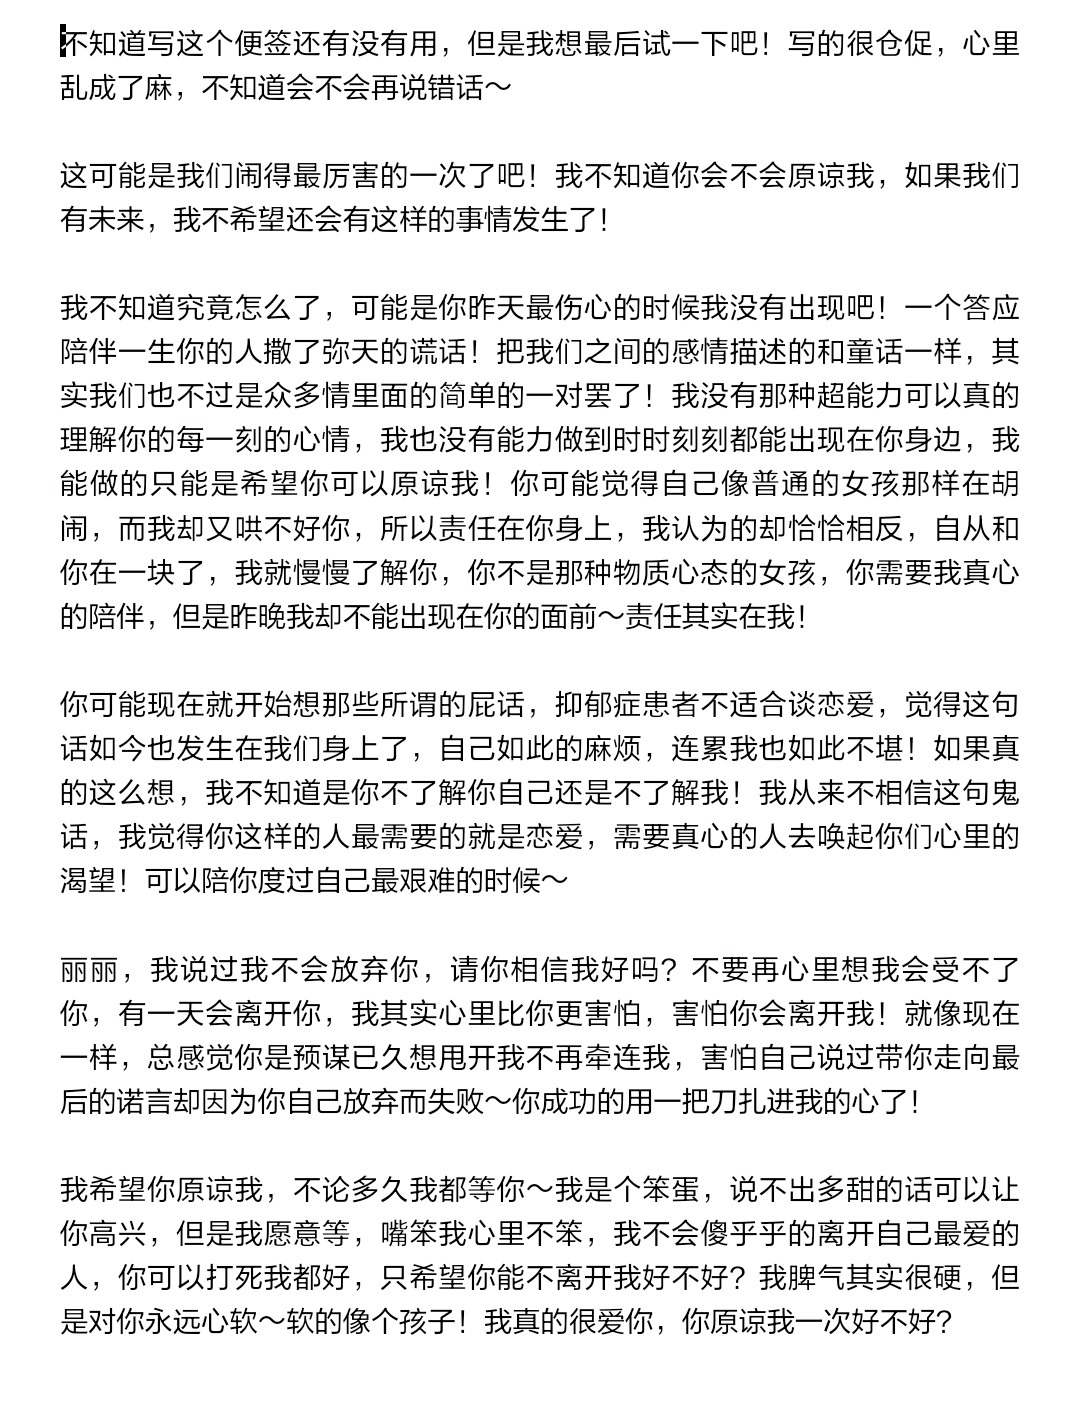 不知道写这个便签还有没有用，但是我想最后试一下吧！写的很仓促，心里
乱成了麻，不知道会不会再说错话～
这可能是我们闹得最厉害的一次了吧！我不知道你会不会原谅我，如果我们
有未来，我不希望还会有这样的事情发生了！
我不知道究竟怎么了，可能是你昨天最伤心的时候我没有出现吧！一个答应
陪伴一生你的人撒了弥天的谎话！把我们之间的感情描述的和童话一样，其
实我们也不过是众多情里面的简单的一对罢了！我没有那种超能力可以真的
理解你的每一刻的心情，我也没有能力做到时时刻刻都能出现在你身边，我
能做的只能是希望你可以原谅我！你可能觉得自己像普通的女孩那样在胡
闹，而我却又哄不好你，所以责任在你身上，我认为的却恰恰相反，自从和
你在一块了，我就慢慢了解你，你不是那种物质心态的女孩，你需要我真心
的陪伴，但是昨晚我却不能出现在你的面前～责任其实在我！
你可能现在就开始想那些所谓的屁话，抑郁症患者不适合谈恋爱，觉得这句
话如今也发生在我们身上了，自己如此的麻烦，连累我也如此不堪！如果真
的这么想，我不知道是你不了解你自己还是不了解我！我从来不相信这句鬼
话，我觉得你这样的人最需要的就是恋爱，需要真心的人去唤起你们心里的
渴望！可以陪你度过自己最艰难的时候～
丽丽，我说过我不会放弃你，请你相信我好吗？不要再心里想我会受不了
你，有一天会离开你，我其实心里比你更害怕，害怕你会离开我！就像现在
一样，总感觉你是预谋已久想甩开我不再牵连我，害怕自己说过带你走向最
后的诺言却因为你自己放弃而失败～你成功的用一把刀扎进我的心了！
我希望你原谅我，不论多久我都等你～我是个笨蛋，说不出多甜的话可以让
你高兴，但是我愿意等，嘴笨我心里不笨，我不会傻乎乎的离开自己最爱的
人，你可以打死我都好，只希望你能不离开我好不好？我脾气其实很硬，但
是对你永远心软～软的像个孩子！我真的很爱你，你原谅我一次好不好？